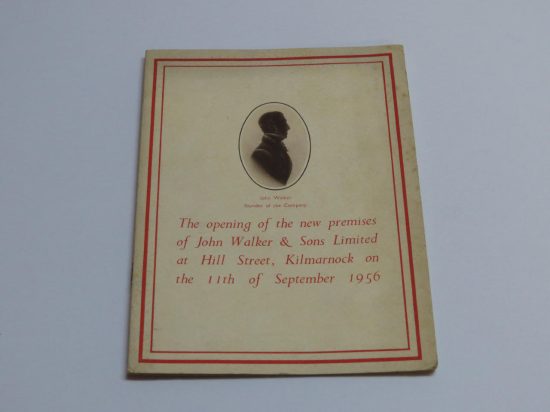 John Walker
Founder of the Company
The opening of the new premises
of John Walker & Sons Limited
at Hill Street, Kilmarnock on
the 11th of September 1956